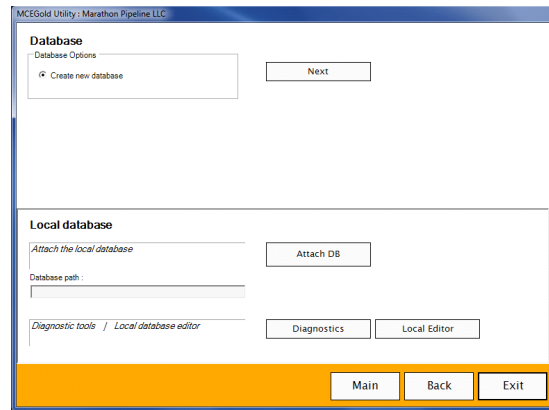 MCEGold Utility : Marathon Pipeline LLC
Database
Database Options
Create new database
Next
Local database
Attach the local database
Attach DB
Database path :
Diagnostic tools / Local database editor
Diagnostics
Local Editor
Main
Back
Exit